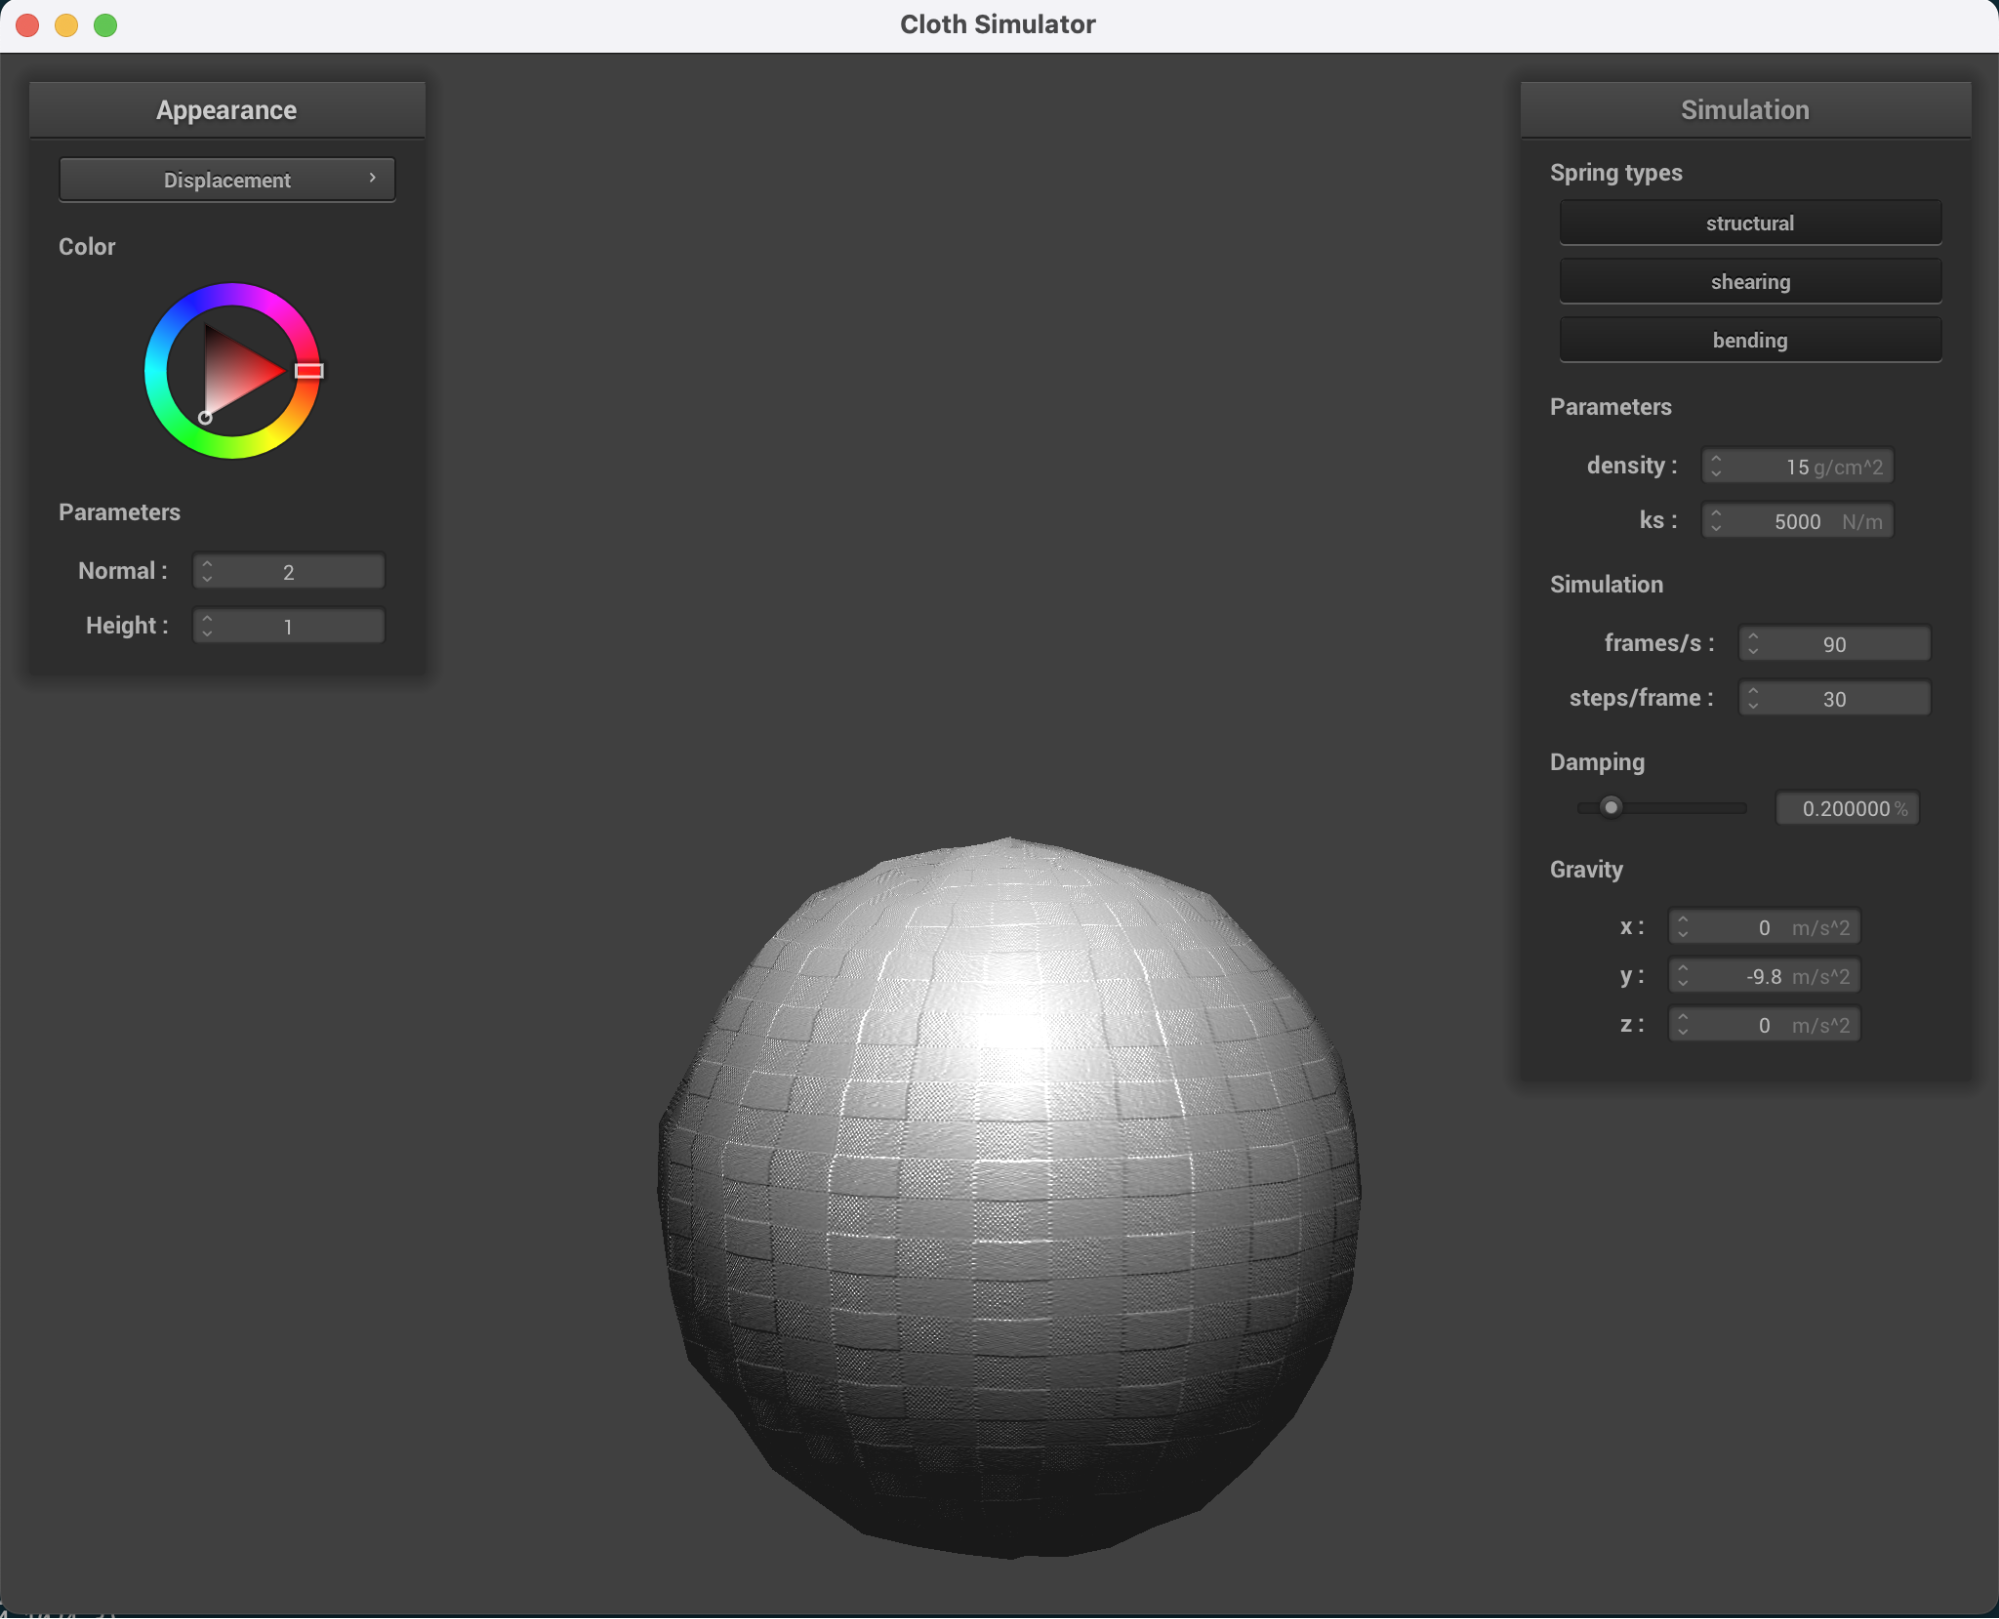 Cloth Simulator
Appearance
Displacement
Color
Parameters
Normal : 2
Height : 1
Simulation
Spring types
structural
shearing
bending
Parameters
density : 15 g/cm^2
ks : 5000 N/m
Simulation
frames/s : 90
steps/frame : 30
Damping
0.200000 %
Gravity
x : 0 m/s^2
y : -9.8 m/s^2
z : 0 m/s^2